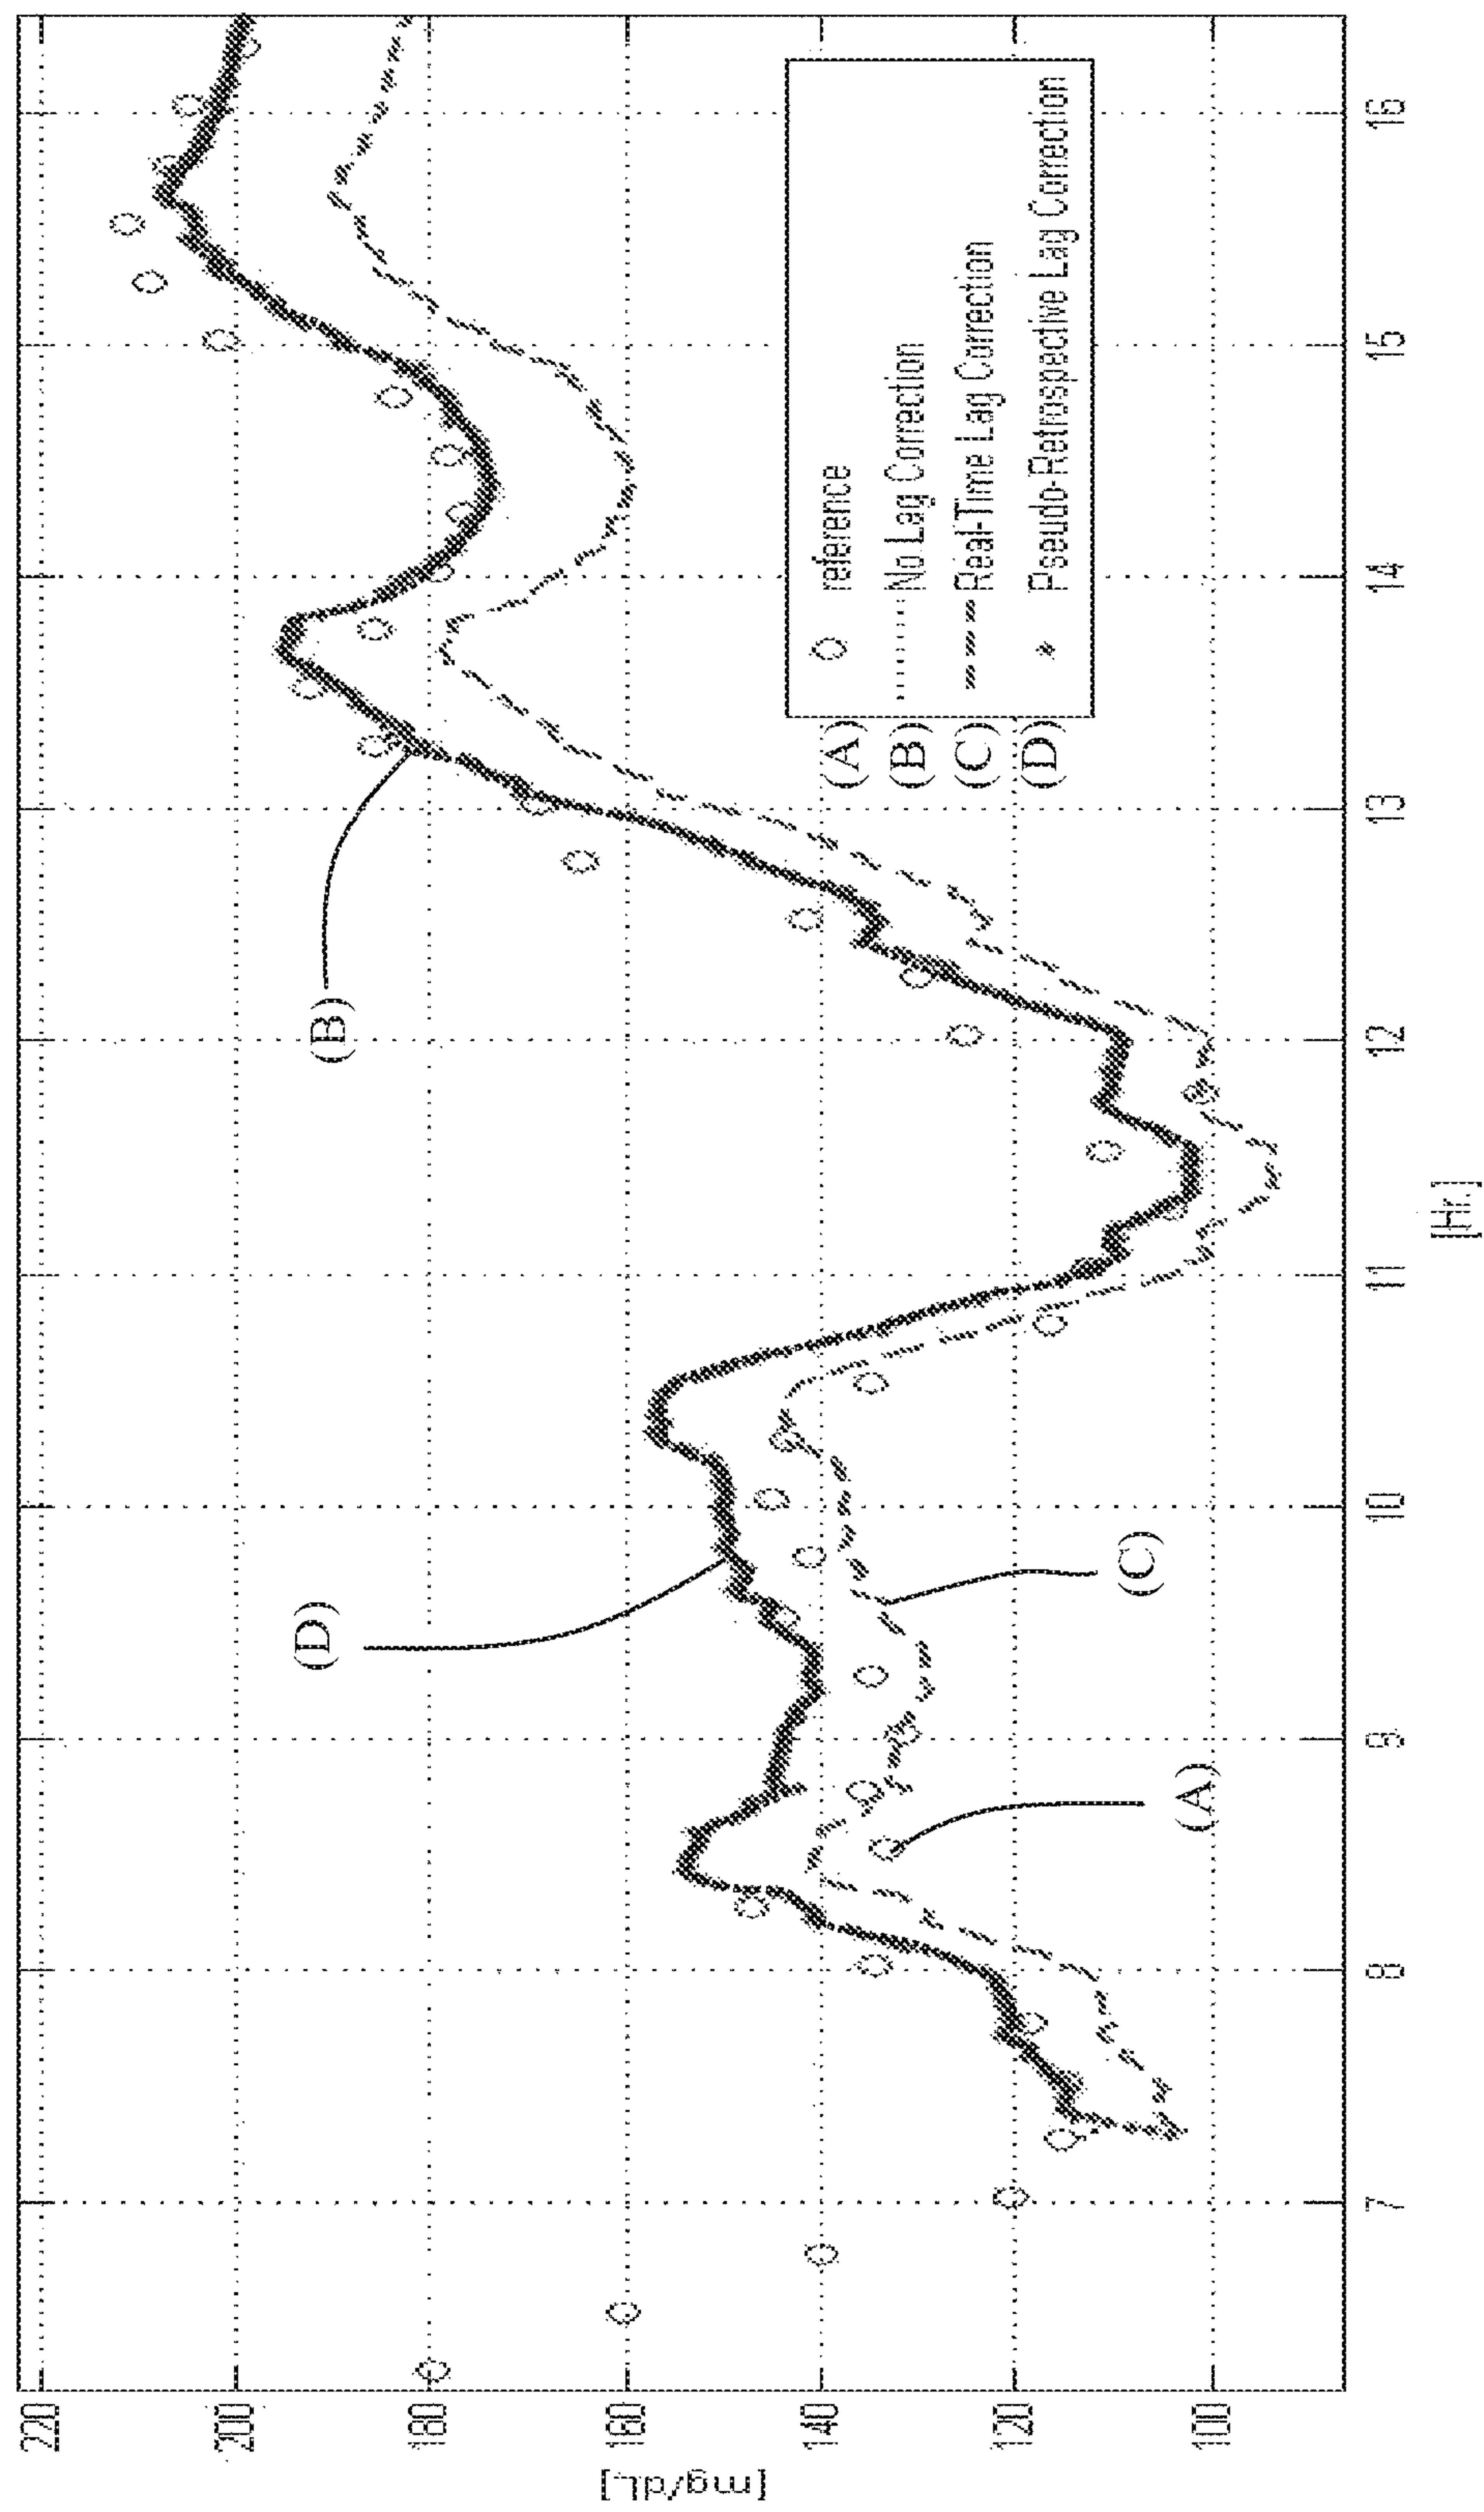 [mg/dL]
220
200
180
160
140
120
100
(B)
(D)
(C)
(A)
(A) reference
(B) No Lag Correction
(C) Real-Time Lag Correction
(D) Pseudo-Retrospective Lag Correction
7
8
9
10
11
12
13
14
15
16
[Hr.]